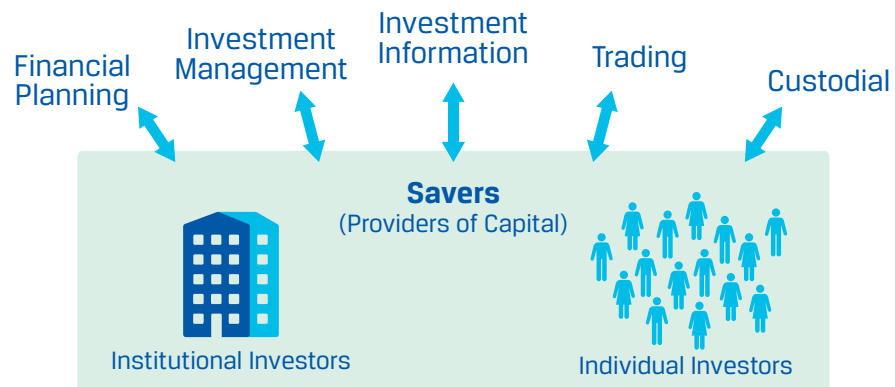 Financial
Planning
Investment
Management
Investment
Information
Trading
Custodial
Savers
(Providers of Capital)
Institutional Investors
Individual Investors